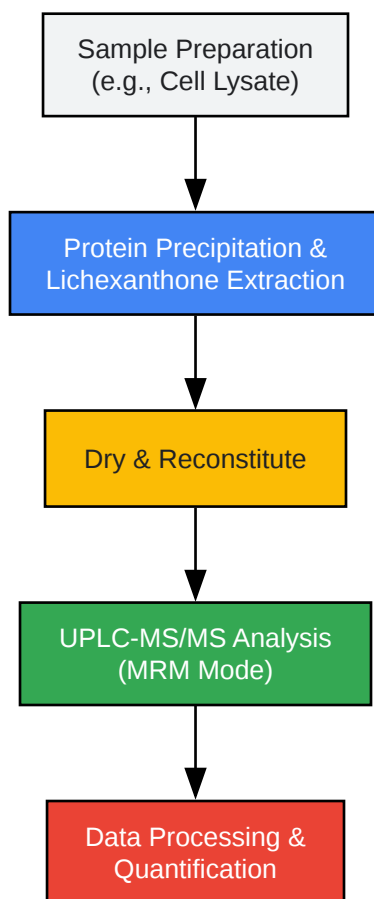 Sample Preparation
(e.g., Cell Lysate)
Protein Precipitation &
Lichexanthone Extraction
Dry & Reconstitute
UPLC-MS/MS Analysis
(MRM Mode)
Data Processing &
Quantification